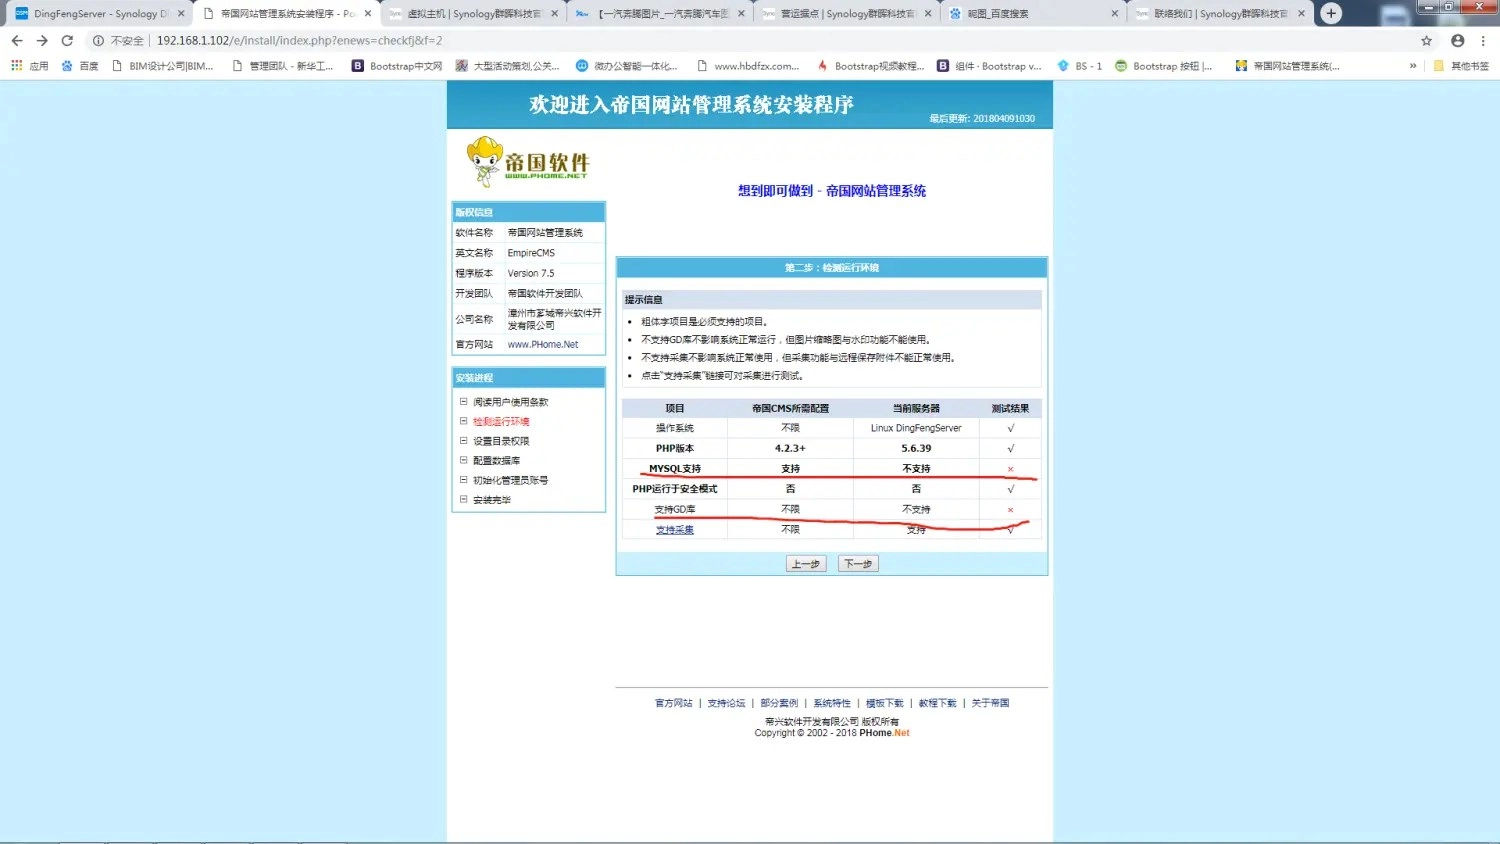 DingFengServer - Synology Di
帝国网站管理系统安装程序 - Po
虚拟主机 | Synology群晖科技官
【一汽奔腾图片_一汽奔腾汽车图
营运据点 | Synology群晖科技官
昵图_百度搜索
联络我们 | Synology群晖科技官
不安全 | 192.168.1.102/e/install/index.php?enews=checkfj&f=2
应用
百度
BIM设计公司|BIM...
管理团队 - 新华工...
Bootstrap中文网
大型活动策划,公关...
微办公智能一体化...
www.hbdfzx.com...
Bootstrap视频教程...
组件 · Bootstrap v...
BS - 1
Bootstrap 按钮 |...
帝国网站管理系统(...
» 其他书签
欢迎进入帝国网站管理系统安装程序
最后更新: 201804091030
帝国软件
WWW.PHOME.NET
想到即可做到 - 帝国网站管理系统
版权信息
软件名称 帝国网站管理系统
英文名称 EmpireCMS
程序版本 Version 7.5
开发团队 帝国软件开发团队
公司名称 漳州市芗城帝兴软件开发有限公司
官方网站 www.PHome.Net
安装进程
阅读用户使用条款
检测运行环境
设置目录权限
配置数据库
初始化管理员账号
安装完毕
第二步：检测运行环境
提示信息
• 粗体字项目是必须支持的项目。
• 不支持GD库不影响系统正常运行，但图片缩略图与水印功能不能使用。
• 不支持采集不影响系统正常使用，但采集功能与远程保存附件不能正常使用。
• 点击"支持采集"链接可对采集进行测试。
项目 帝国CMS所需配置 当前服务器 测试结果
操作系统 不限 Linux DingFengServer √
PHP版本 4.2.3+ 5.6.39 √
MYSQL支持 支持 不支持 ×
PHP运行于安全模式 否 否 √
支持GD库 不限 不支持 ×
支持采集 不限 支持 √
上一步 下一步
官方网站 | 支持论坛 | 部分案例 | 系统特性 | 模板下载 | 教程下载 | 关于帝国
帝兴软件开发有限公司 版权所有
Copyright © 2002 - 2018 PHome.Net